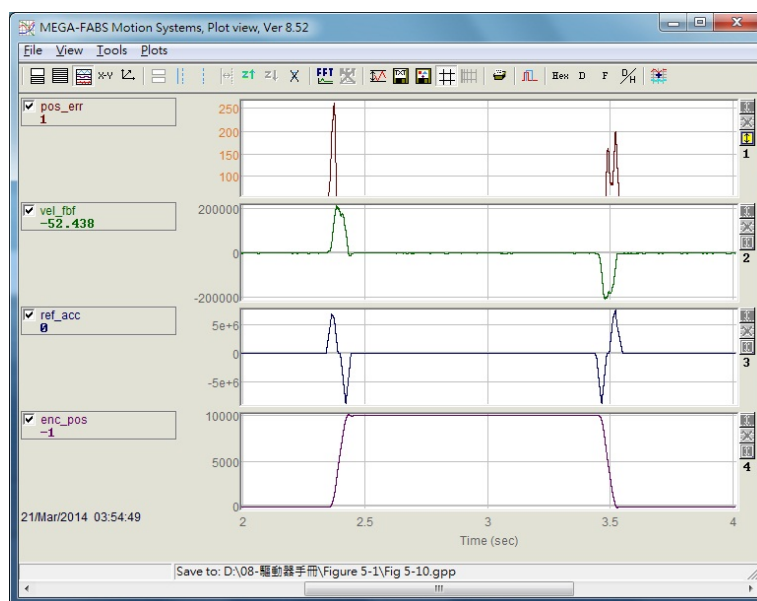 MEGA-FABS Motion Systems, Plot view, Ver 8.52
File View Tools Plots
X-Y FFT TXT Hex D F D/H
pos_err
1
250
200
150
100
1
vel_fbf
-52.438
200000
0
-200000
2
ref_acc
0
5e+6
0
-5e+6
3
enc_pos
-1
10000
5000
0
4
21/Mar/2014 03:54:49
2 2.5 3 3.5 4
Time (sec)
Save to: D:\08-驅動器手冊\Figure 5-1\Fig 5-10.gpp